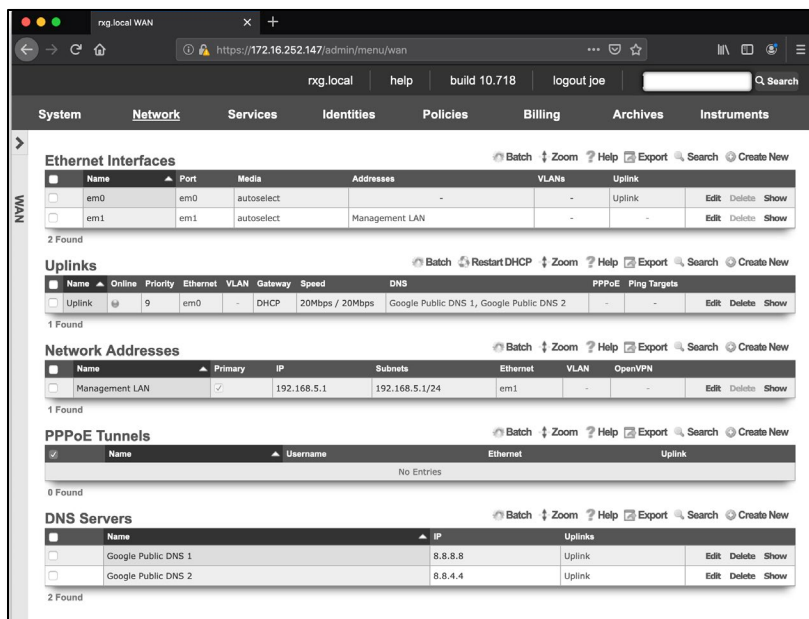 rxg.local WAN
https://172.16.252.147/admin/menu/wan
rxg.local help build 10.718 logout joe Search
System Network Services Identities Policies Billing Archives Instruments
WAN
Ethernet Interfaces Batch Zoom Help Export Search Create New
Name Port Media Addresses VLANs Uplink
em0 em0 autoselect - - Uplink Edit Delete Show
em1 em1 autoselect Management LAN - - Edit Delete Show
2 Found
Uplinks Batch Restart DHCP Zoom Help Export Search Create New
Name Online Priority Ethernet VLAN Gateway Speed DNS PPPoE Ping Targets
Uplink 9 em0 - DHCP 20Mbps / 20Mbps Google Public DNS 1, Google Public DNS 2 - - Edit Delete Show
1 Found
Network Addresses Batch Zoom Help Export Search Create New
Name Primary IP Subnets Ethernet VLAN OpenVPN
Management LAN 192.168.5.1 192.168.5.1/24 em1 - - Edit Delete Show
1 Found
PPPoE Tunnels Batch Zoom Help Export Search Create New
Name Username Ethernet Uplink
No Entries
0 Found
DNS Servers Batch Zoom Help Export Search Create New
Name IP Uplinks
Google Public DNS 1 8.8.8.8 Uplink Edit Delete Show
Google Public DNS 2 8.8.4.4 Uplink Edit Delete Show
2 Found